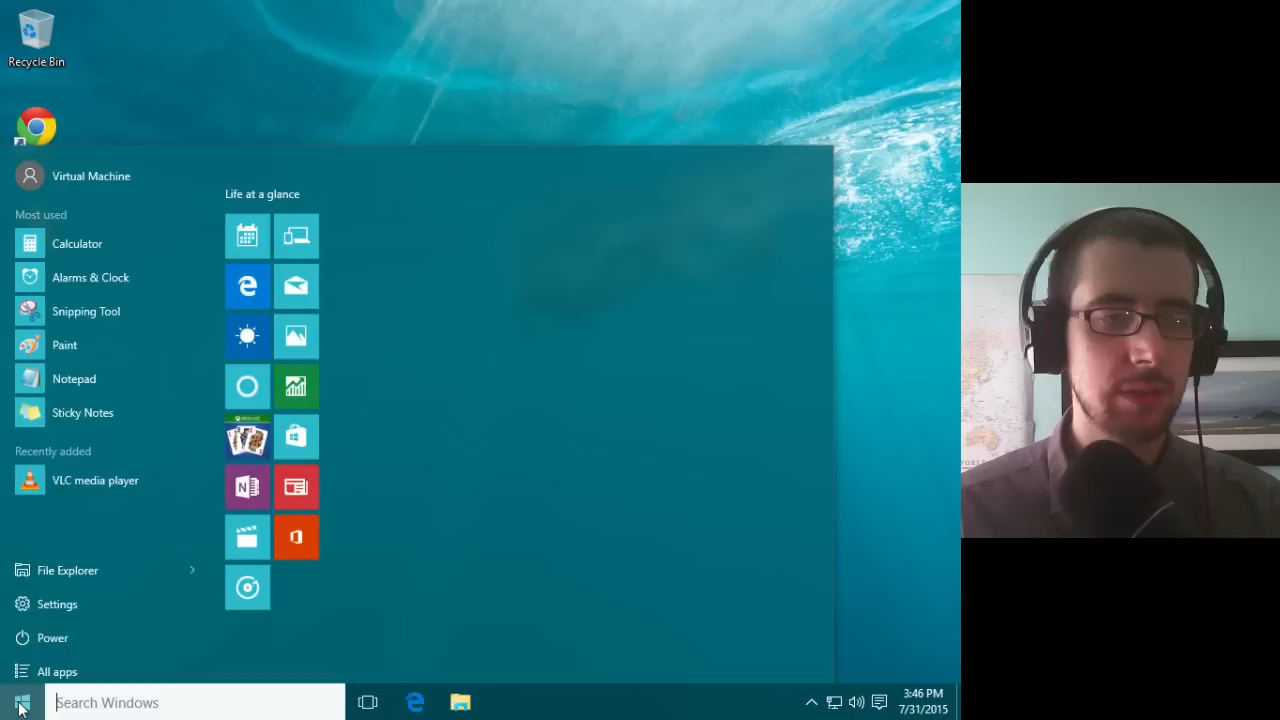 Recycle Bin
Virtual Machine
Most used
Calculator
Alarms & Clock
Snipping Tool
Paint
Notepad
Sticky Notes
Recently added
VLC media player
File Explorer
Settings
Power
All apps
Life at a glance
Search Windows
3:46 PM
7/31/2015